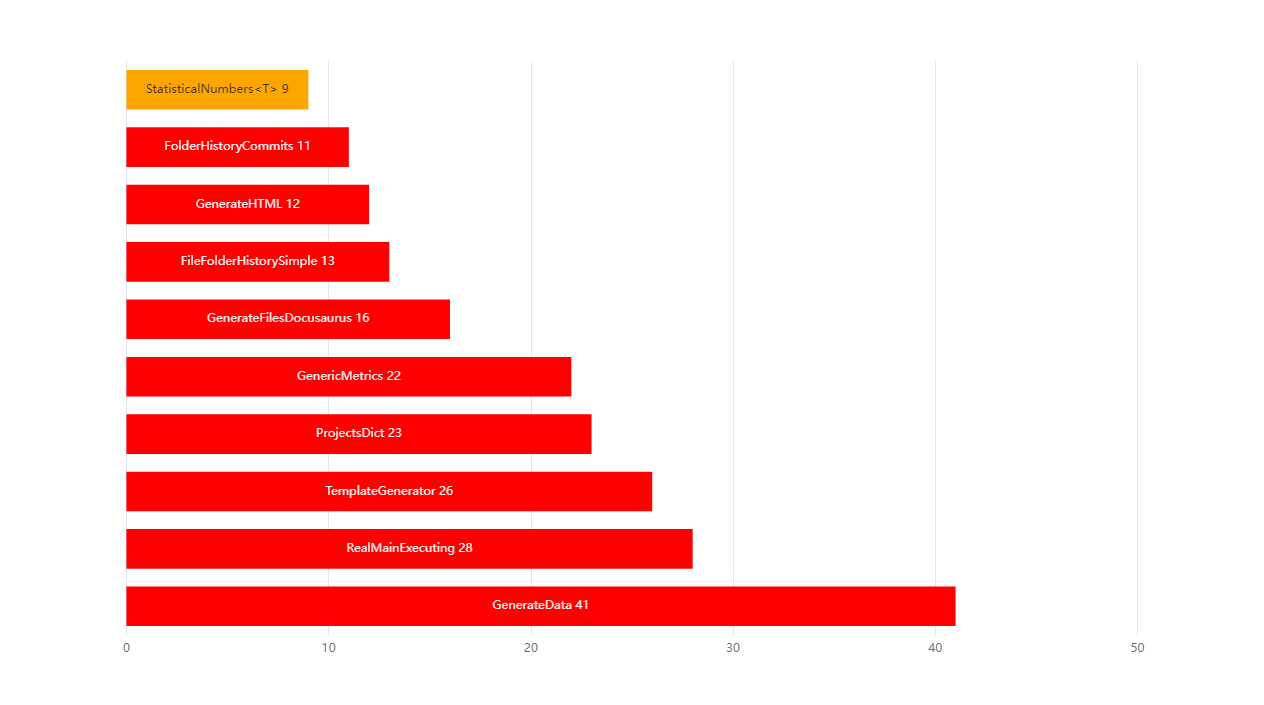 StatisticalNumbers<T> 9
FolderHistoryCommits 11
GenerateHTML 12
FileFolderHistorySimple 13
GenerateFilesDocusaurus 16
GenericMetrics 22
ProjectsDict 23
TemplateGenerator 26
RealMainExecuting 28
GenerateData 41
0 10 20 30 40 50